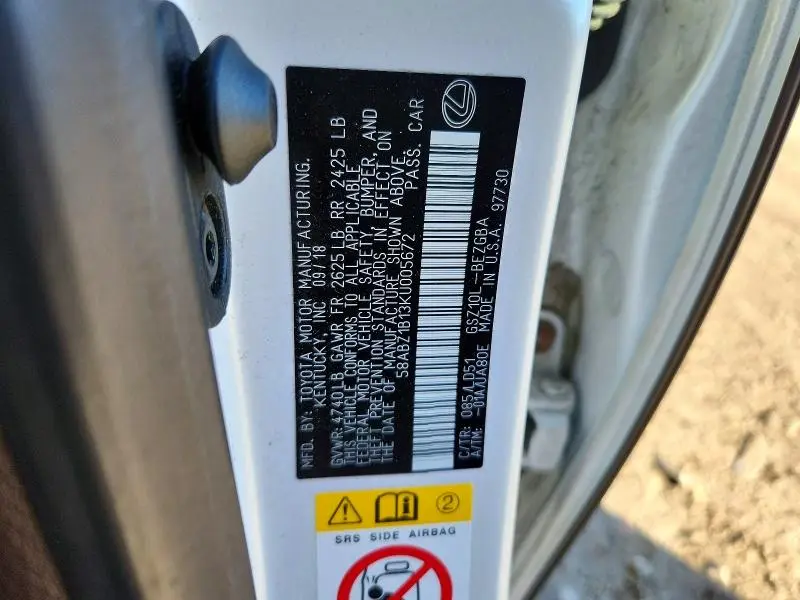 MFD. BY: TOYOTA MOTOR MANUFACTURING,
KENTUCKY, INC 09/18
GVWR: 4740 LB GAWR FR 2625 LB RR 2425 LB
THIS VEHICLE CONFORMS TO ALL APPLICABLE
FEDERAL MOTOR VEHICLE SAFETY, BUMPER, AND
THEFT PREVENTION STANDARDS IN EFFECT ON
THE DATE OF MANUFACTURE SHOWN ABOVE.
58ABZ1B13KU005672 PASS. CAR
C/TR: 085/LD51 GSZ10L-BEZGBA
A/TM: -01A/UA80E MADE IN U.S.A. 97730
2
SRS SIDE AIRBAG